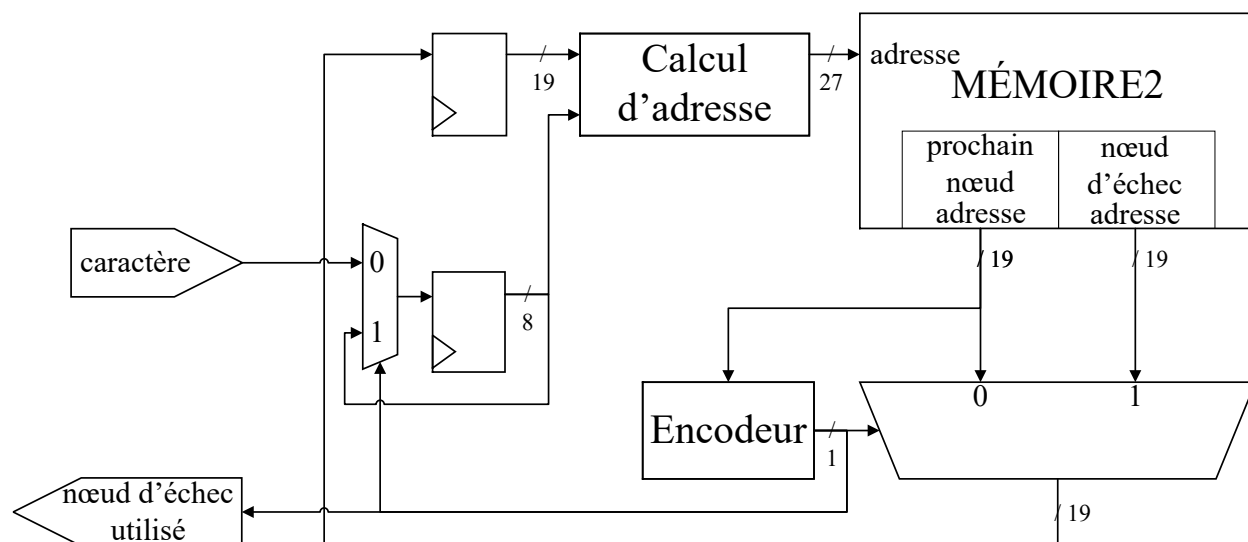 19
Calcul
d’adresse
27
adresse
MÉMOIRE2
prochain
nœud
adresse
nœud
d’échec
adresse
caractère
0
1
8
19
19
Encodeur
1
0
1
nœud d’échec
utilisé
19